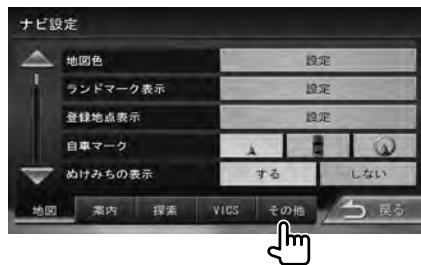 ナビ設定
地図色 設定
ランドマーク表示 設定
登録地点表示 設定
自車マーク
ぬけみちの表示 する しない
地図 案内 探索 VICS その他 戻る